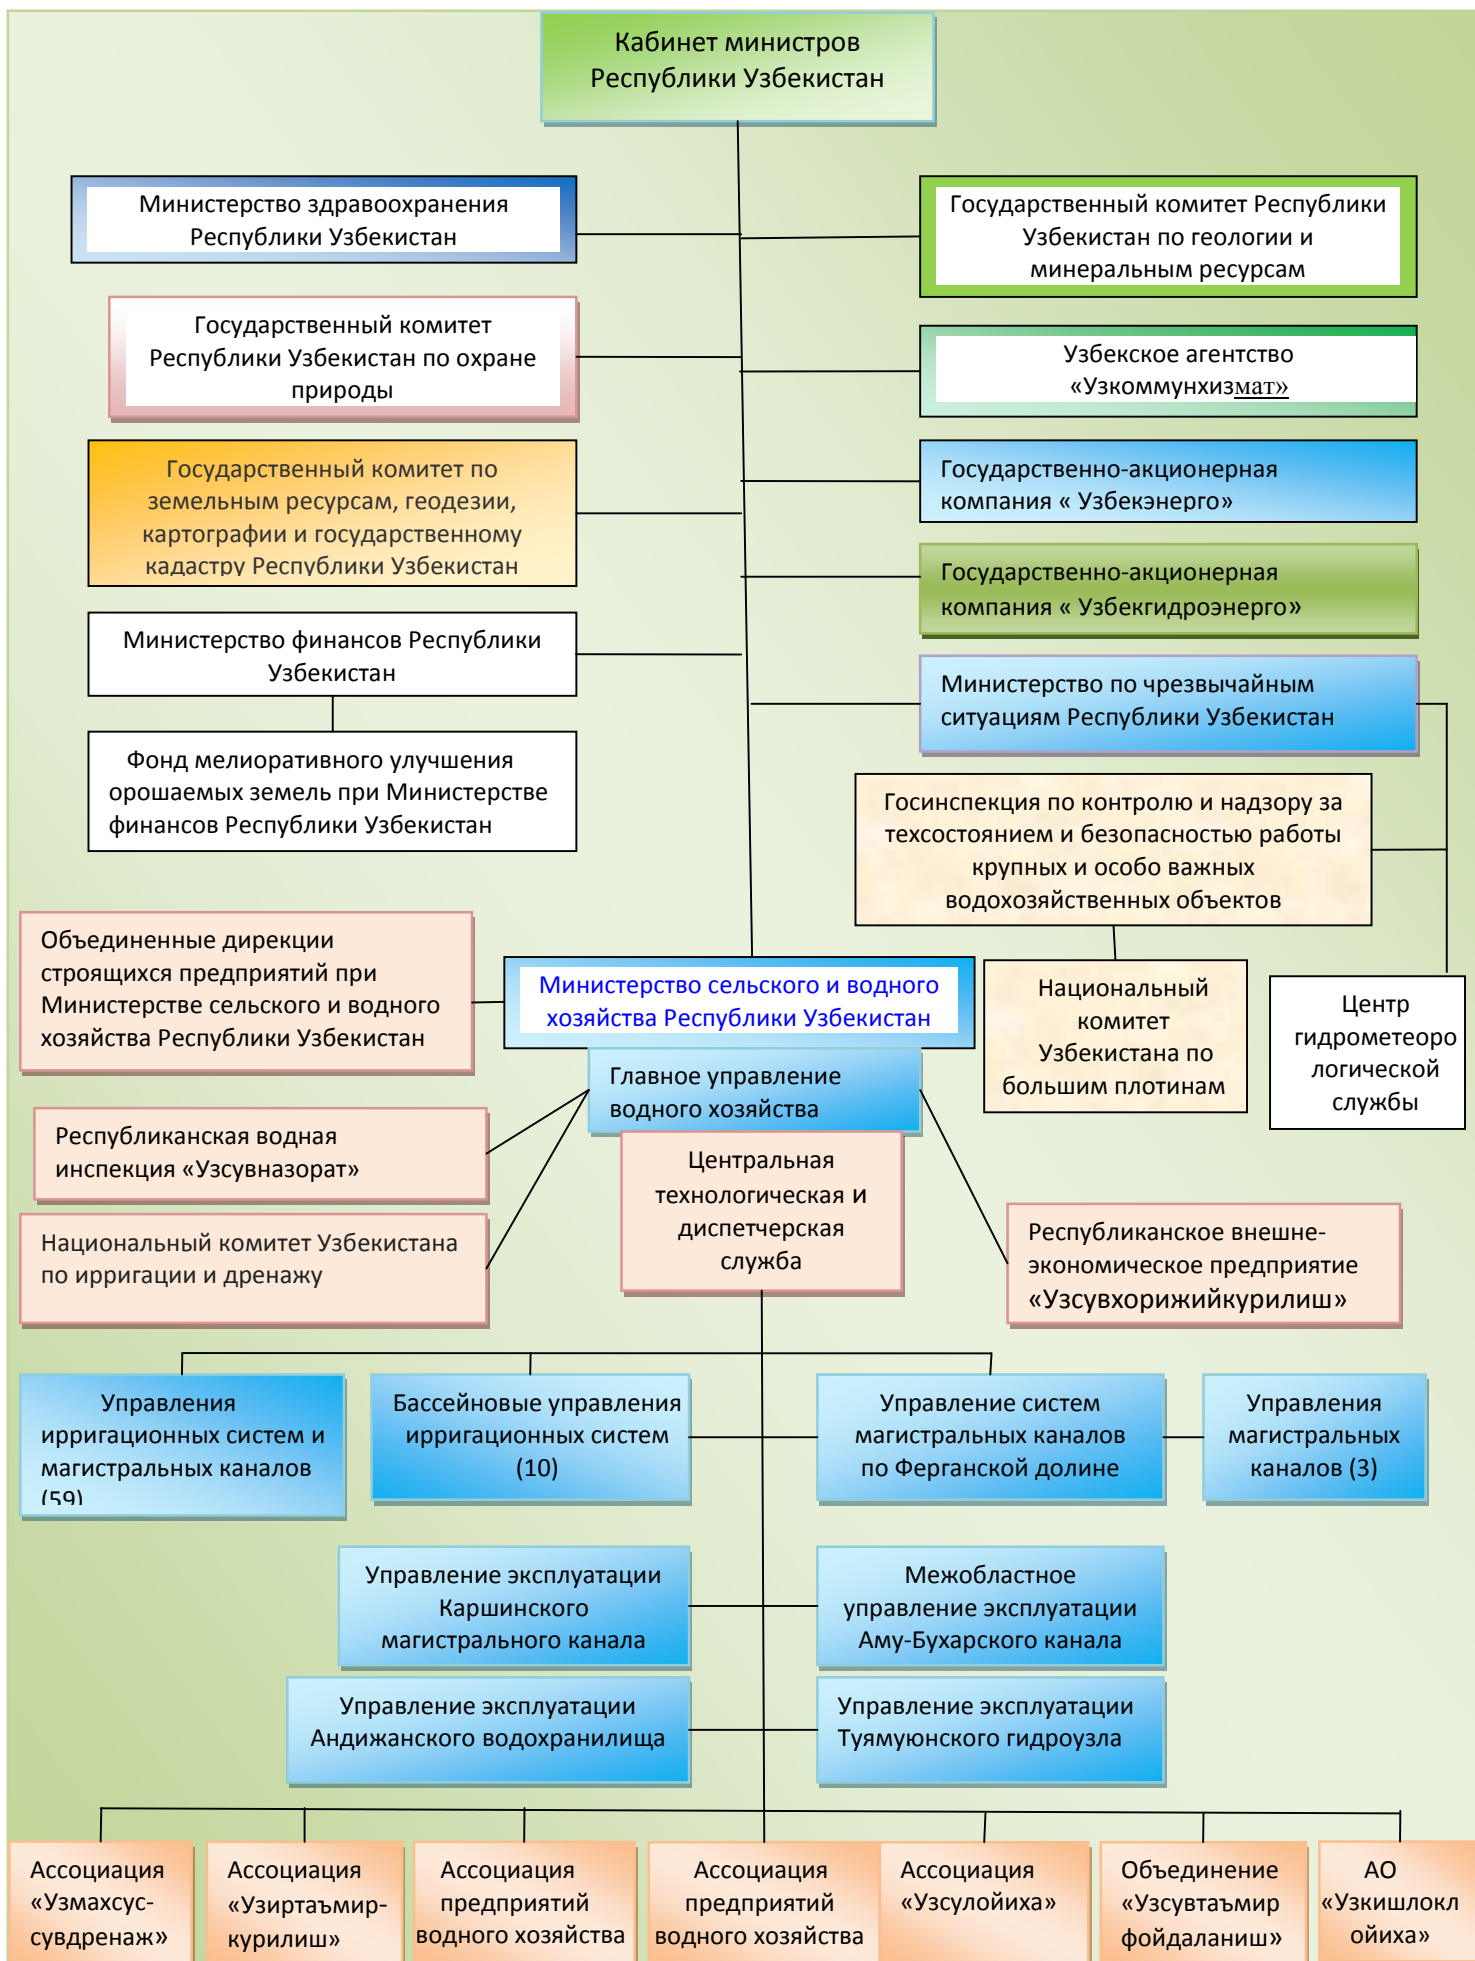 Кабинет министров
Республики Узбекистан
Министерство здравоохранения
Республики Узбекистан
Государственный комитет Республики
Узбекистан по геологии и
минеральным ресурсам
Государственный комитет
Республики Узбекистан по охране
природы
Узбекское агентство
«Узкоммунхизмат»
Государственный комитет по
земельным ресурсам, геодезии,
картографии и государственному
кадастру Республики Узбекистан
Государственно-акционерная
компания « Узбекэнерго»
Государственно-акционерная
компания « Узбекгидроэнерго»
Министерство финансов Республики
Узбекистан
Министерство по чрезвычайным
ситуациям Республики Узбекистан
Фонд мелиоративного улучшения
орошаемых земель при Министерстве
финансов Республики Узбекистан
Госинспекция по контролю и надзору за
техсостоянием и безопасностью работы
крупных и особо важных
водохозяйственных объектов
Объединенные дирекции
строящихся предприятий при
Министерстве сельского и водного
хозяйства Республики Узбекистан
Министерство сельского и водного
хозяйства Республики Узбекистан
Национальный
комитет
Узбекистана по
большим плотинам
Центр
гидрометеоро
логической
службы
Главное управление
водного хозяйства
Республиканская водная
инспекция «Узсувназорат»
Центральная
технологическая и
диспетчерская
служба
Национальный комитет Узбекистана
по ирригации и дренажу
Республиканское внешне-
экономическое предприятие
«Узсувхорижийкурилиш»
Управления
ирригационных систем и
магистральных каналов
(59)
Бассейновые управления
ирригационных систем
(10)
Управление систем
магистральных каналов
по Ферганской долине
Управления
магистральных
каналов (3)
Управление эксплуатации
Каршинского
магистрального канала
Межобластное
управление эксплуатации
Аму-Бухарского канала
Управление эксплуатации
Андижанского водохранилища
Управление эксплуатации
Туямуюнского гидроузла
Ассоциация
«Узмахсус-
сувдренаж»
Ассоциация
«Узиртаъмир-
курилиш»
Ассоциация
предприятий
водного хозяйства
Ассоциация
предприятий
водного хозяйства
Ассоциация
«Узсулойиха»
Объединение
«Узсувтаъмир
фойдаланиш»
АО
«Узкишлокл
ойиха»